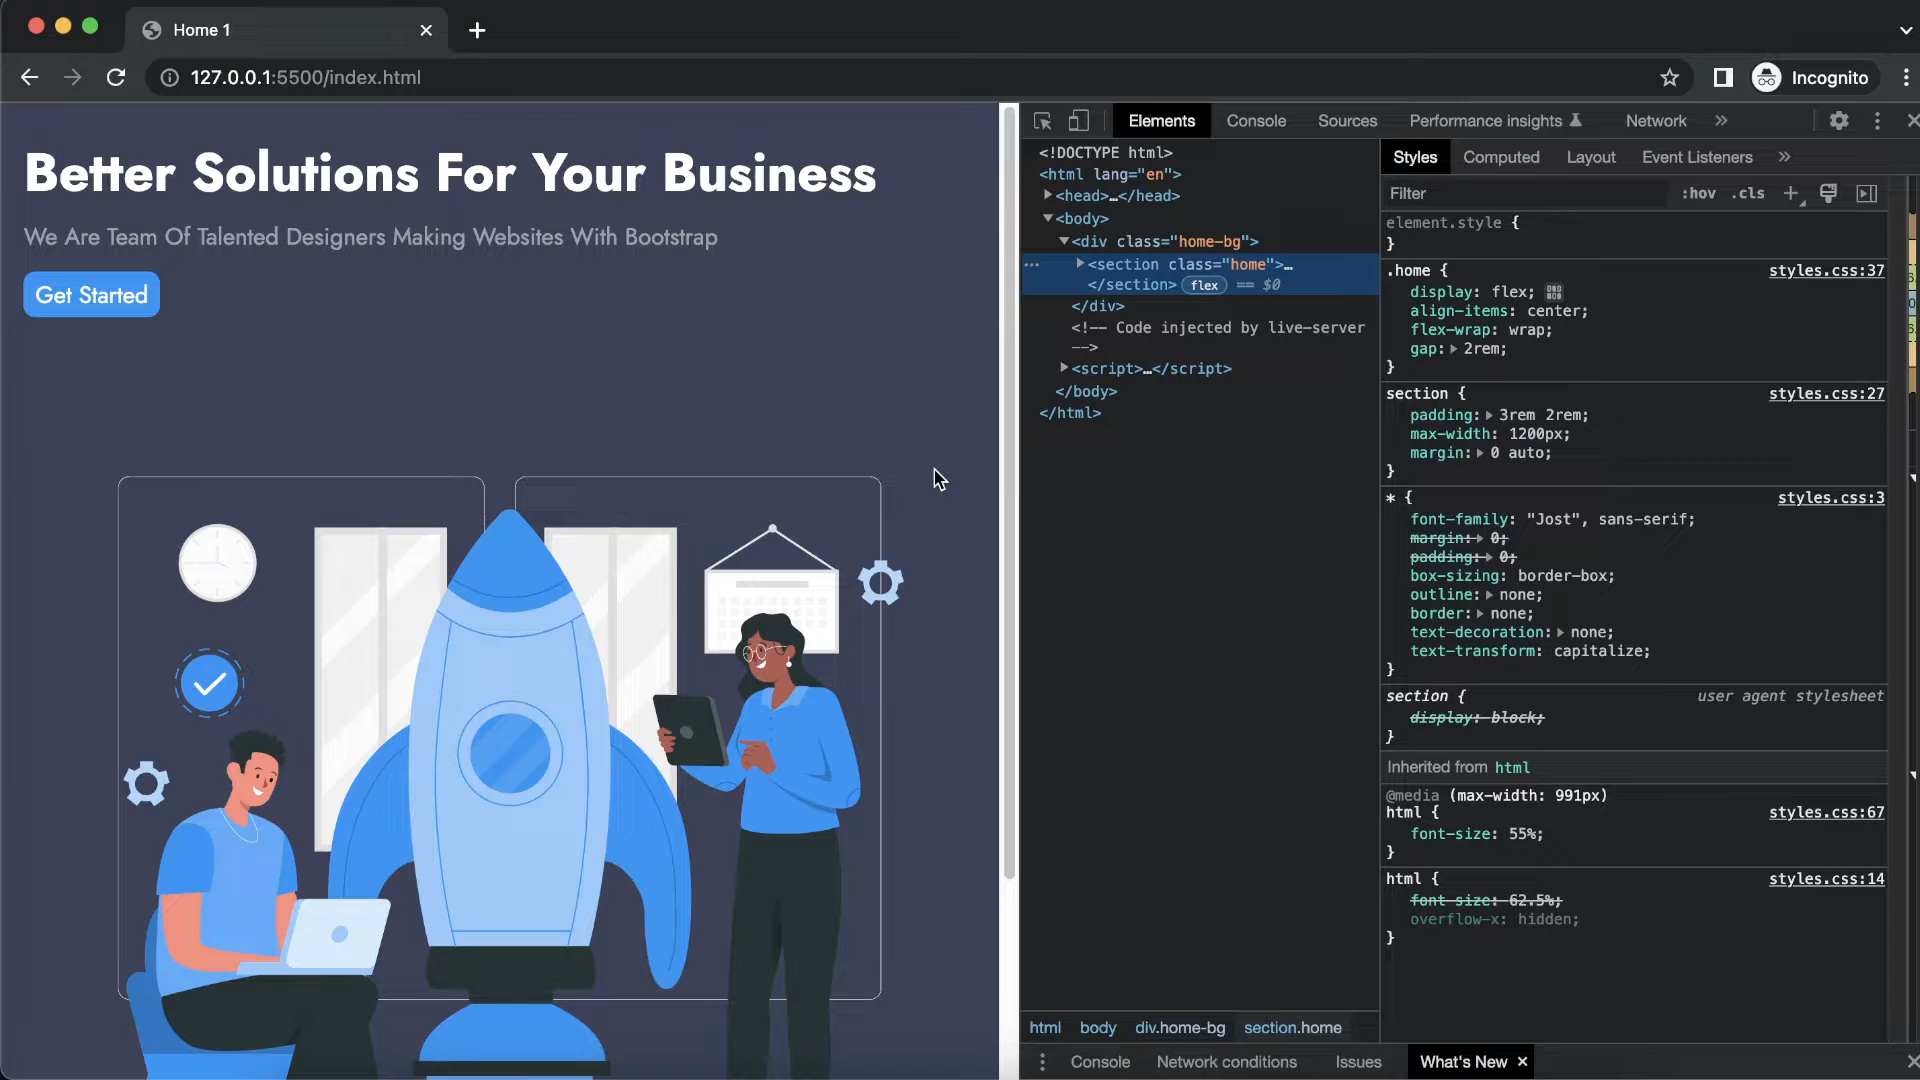 Home 1
127.0.0.1:5500/index.html
Incognito
Better Solutions For Your Business
We Are Team Of Talented Designers Making Websites With Bootstrap
Get Started
Elements Console Sources Performance insights Network »
<!DOCTYPE html>
<html lang="en">
<head>…</head>
<body>
<div class="home-bg">
<section class="home">…
</section> flex == $0
</div>
<!-- Code injected by live-server
-->
<script>…</script>
</body>
</html>
html body div.home-bg section.home
Styles Computed Layout Event Listeners »
Filter :hov .cls +
element.style {
}
.home { styles.css:37
display: flex;
align-items: center;
flex-wrap: wrap;
gap: 2rem;
}
section { styles.css:27
padding: 3rem 2rem;
max-width: 1200px;
margin: 0 auto;
}
* { styles.css:3
font-family: "Jost", sans-serif;
margin: 0;
padding: 0;
box-sizing: border-box;
outline: none;
border: none;
text-decoration: none;
text-transform: capitalize;
}
section { user agent stylesheet
display: block;
}
Inherited from html
@media (max-width: 991px)
html { styles.css:67
font-size: 55%;
}
html { styles.css:14
font-size: 62.5%;
overflow-x: hidden;
}
Console Network conditions Issues What's New